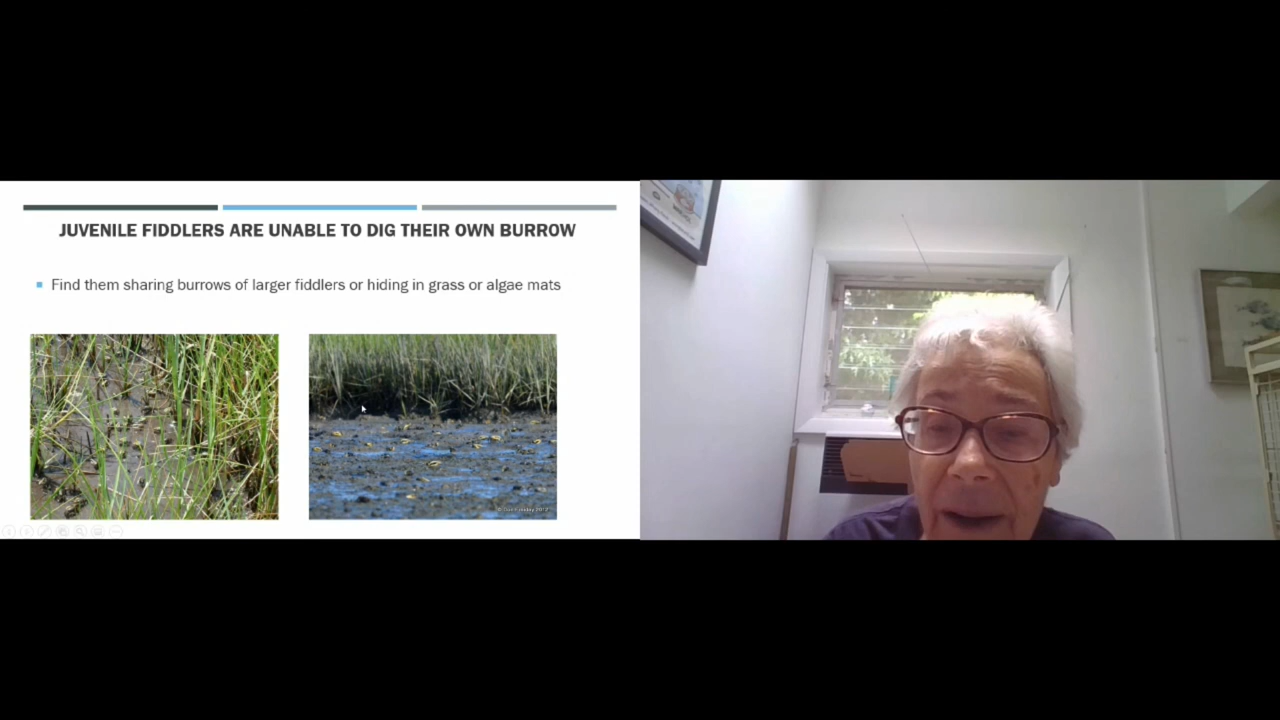 JUVENILE FIDDLERS ARE UNABLE TO DIG THEIR OWN BURROW
Find them sharing burrows of larger fiddlers or hiding in grass or algae mats